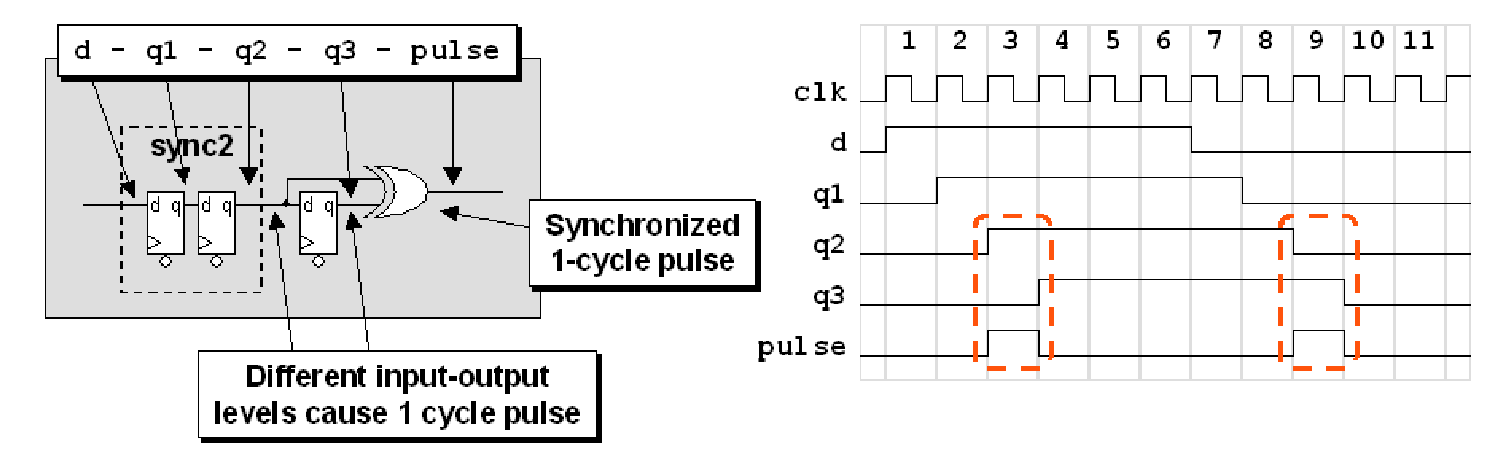 d - q1 - q2 - q3 - pulse
sync2
d q
d q
d q
Synchronized
1-cycle pulse
Different input-output
levels cause 1 cycle pulse
1 2 3 4 5 6 7 8 9 10 11
clk
d
q1
q2
q3
pulse